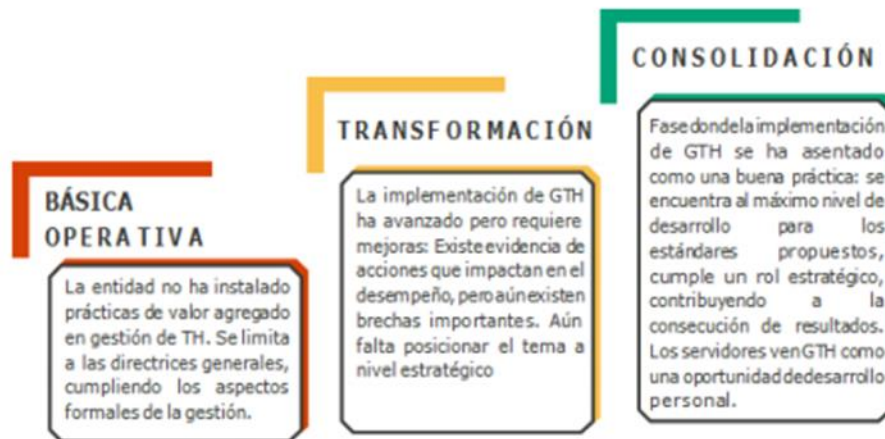 BÁSICA
OPERATIVA
La entidad no ha instalado
prácticas de valor agregado
en gestión de TH. Se limita
a las directrices generales,
cumpliendo los aspectos
formales de la gestión.
TRANSFORMACIÓN
La implementación de GTH
ha avanzado pero requiere
mejoras: Existe evidencia de
acciones que impactan en el
desempeño, pero aún existen
brechas importantes. Aún
falta posicionar el tema a
nivel estratégico
CONSOLIDACIÓN
Fase donde la implementación
de GTH se ha asentado
como una buena práctica: se
encuentra al máximo nivel de
desarrollo para los
estándares propuestos,
cumple un rol estratégico,
contribuyendo a la
consecución de resultados.
Los servidores ven GTH como
una oportunidad de desarrollo
personal.